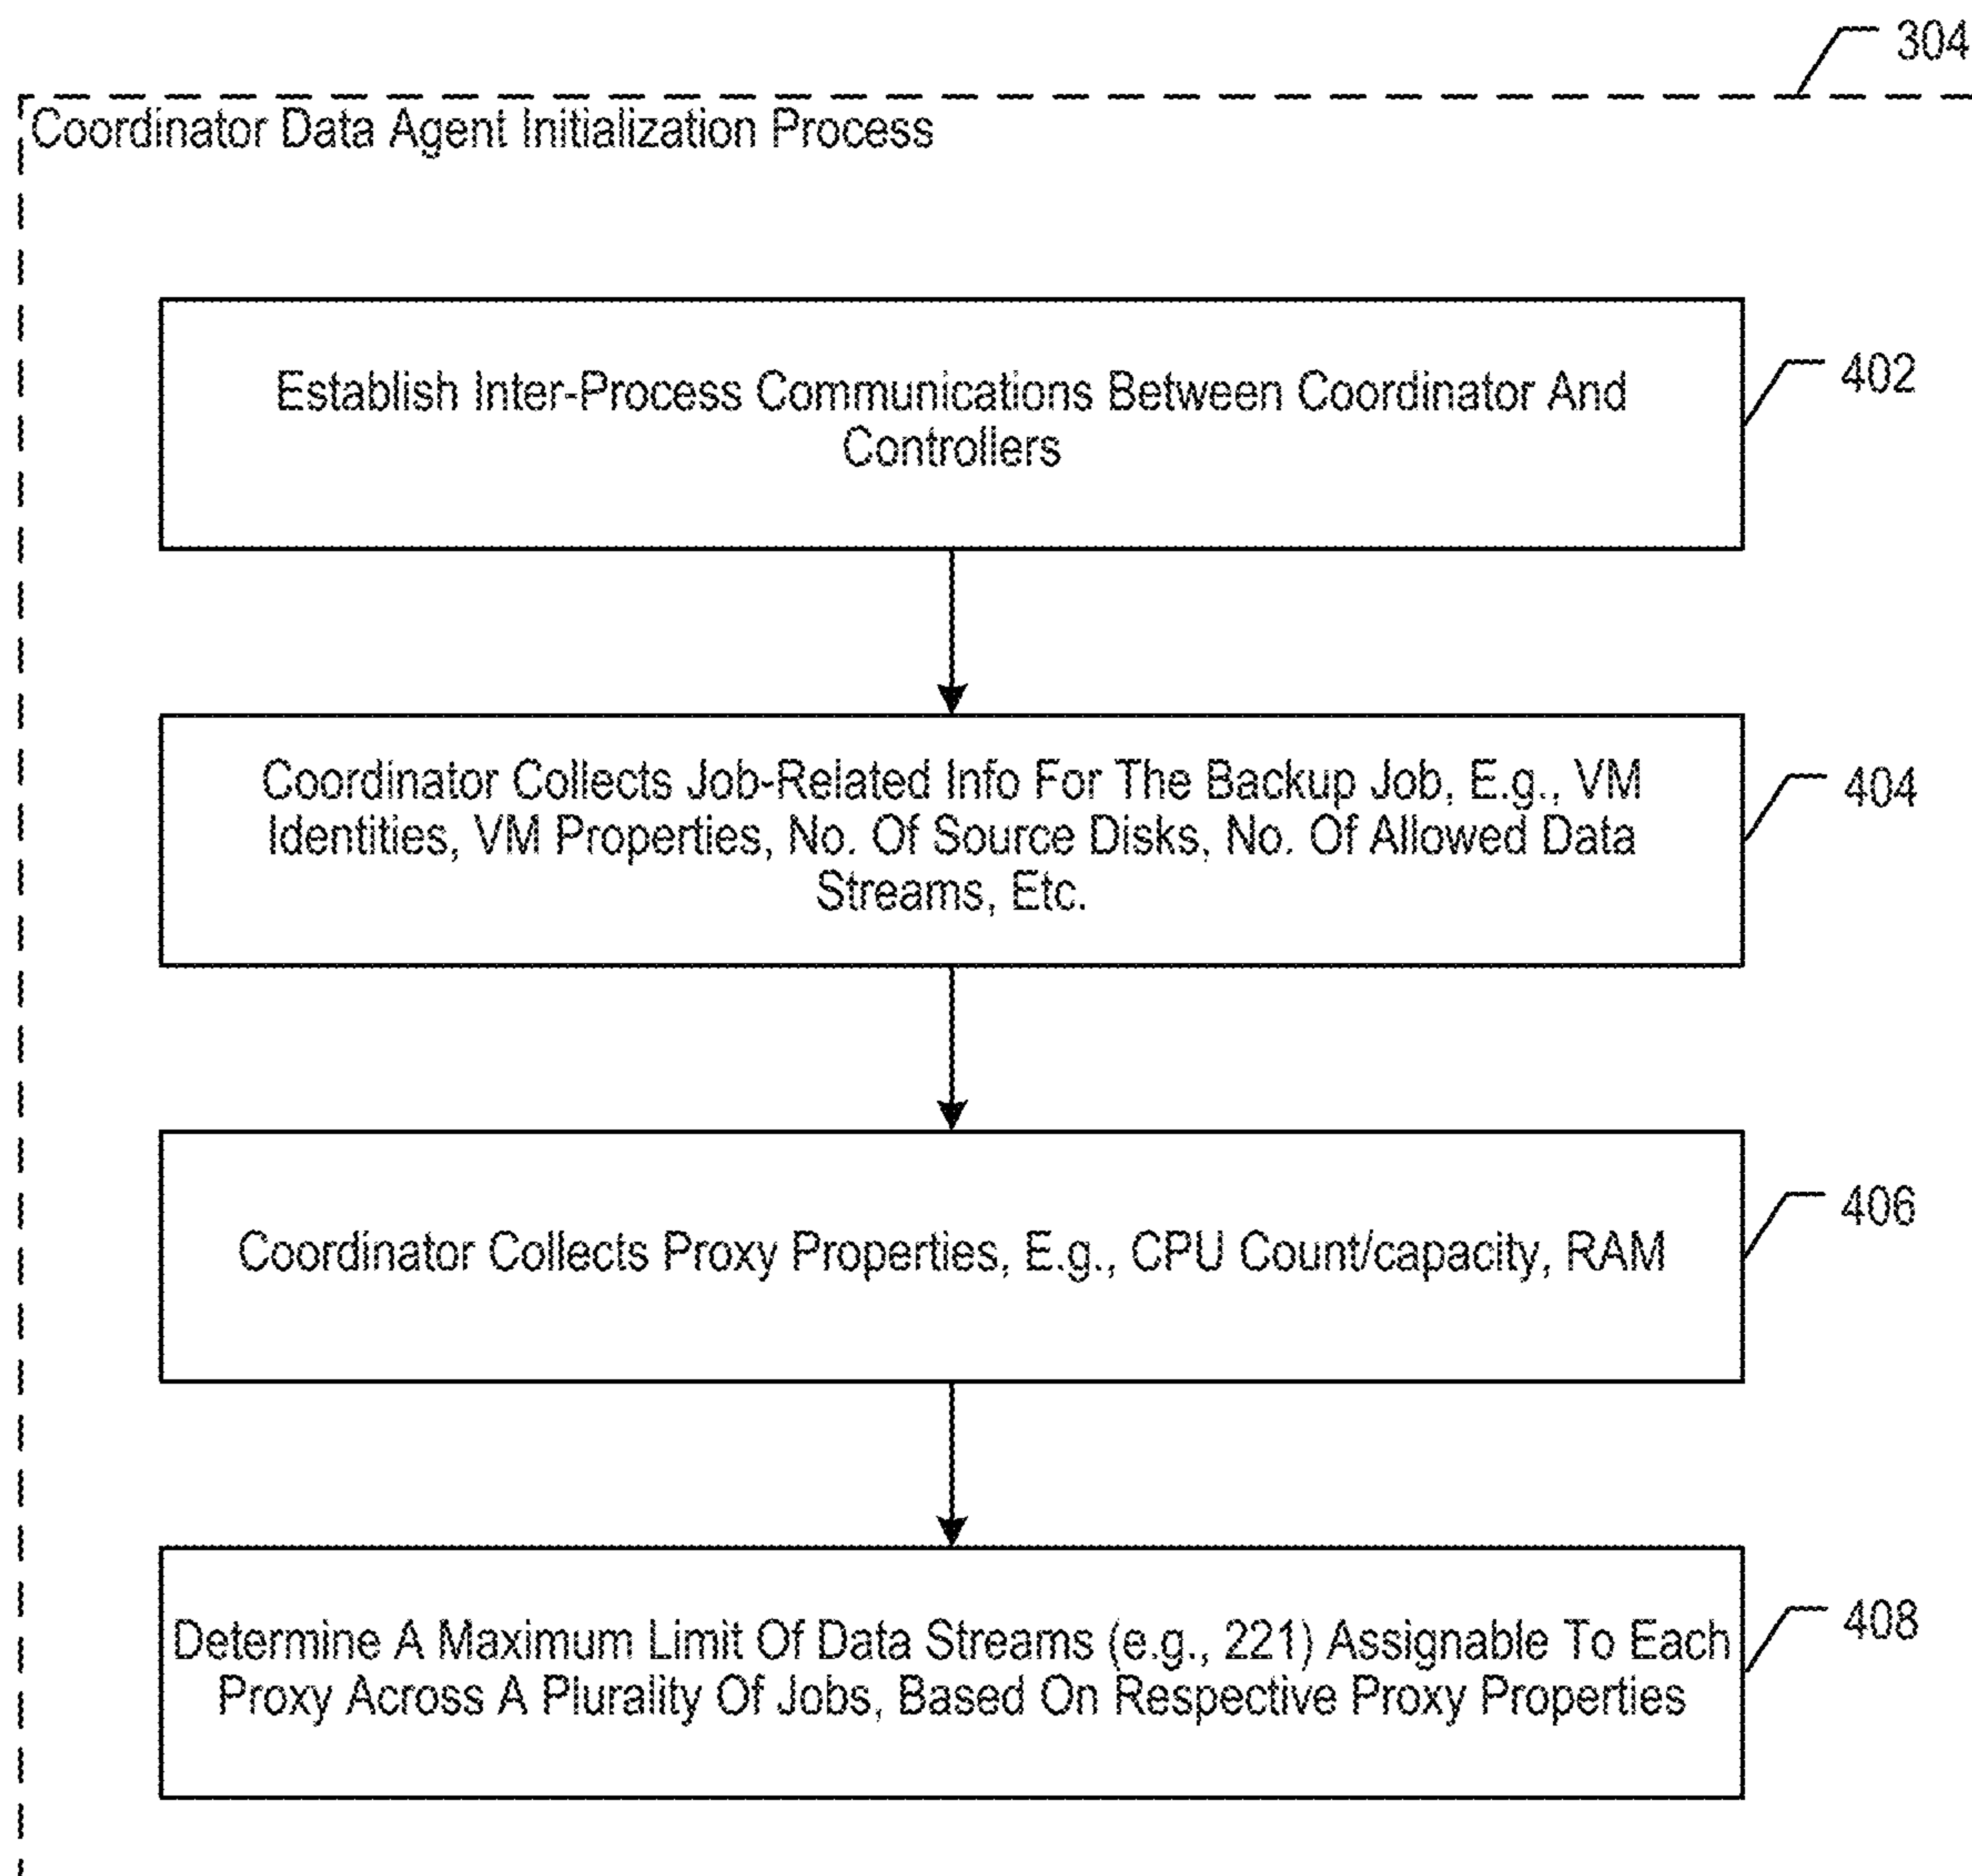 304
Coordinator Data Agent Initialization Process
Establish Inter-Process Communications Between Coordinator And
Controllers
402
Coordinator Collects Job-Related Info For The Backup Job, E.g., VM
Identities, VM Properties, No. Of Source Disks, No. Of Allowed Data
Streams, Etc.
404
Coordinator Collects Proxy Properties, E.g., CPU Count/capacity, RAM
406
Determine A Maximum Limit Of Data Streams (e.g., 221) Assignable To Each
Proxy Across A Plurality Of Jobs, Based On Respective Proxy Properties
408